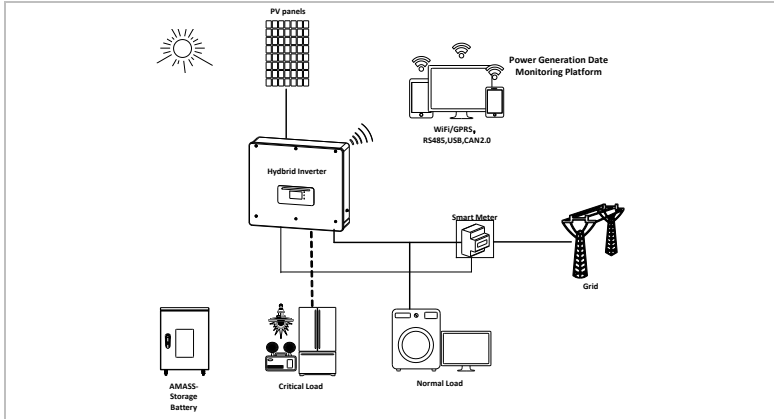 PV panels
Power Generation Date
Monitoring Platform
WiFi/GPRS,
RS485,USB,CAN2.0
Hydbrid Inverter
Smart Meter
Grid
AMASS-
Storage
Battery
Critical Load
Normal Load